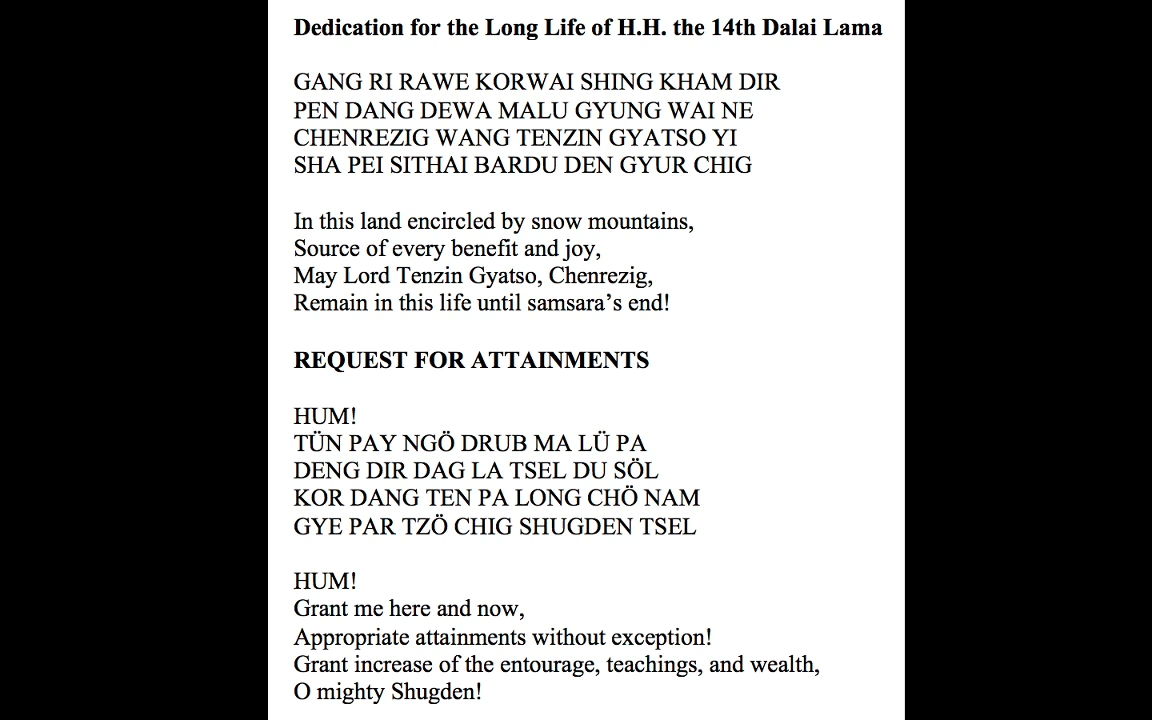 Dedication for the Long Life of H.H. the 14th Dalai Lama
GANG RI RAWE KORWAI SHING KHAM DIR
PEN DANG DEWA MALU GYUNG WAI NE
CHENREZIG WANG TENZIN GYATSO YI
SHA PEI SITHAI BARDU DEN GYUR CHIG
In this land encircled by snow mountains,
Source of every benefit and joy,
May Lord Tenzin Gyatso, Chenrezig,
Remain in this life until samsara’s end!
REQUEST FOR ATTAINMENTS
HUM!
TÜN PAY NGÖ DRUB MA LÜ PA
DENG DIR DAG LA TSEL DU SÖL
KOR DANG TEN PA LONG CHÖ NAM
GYE PAR TZÖ CHIG SHUGDEN TSEL
HUM!
Grant me here and now,
Appropriate attainments without exception!
Grant increase of the entourage, teachings, and wealth,
O mighty Shugden!